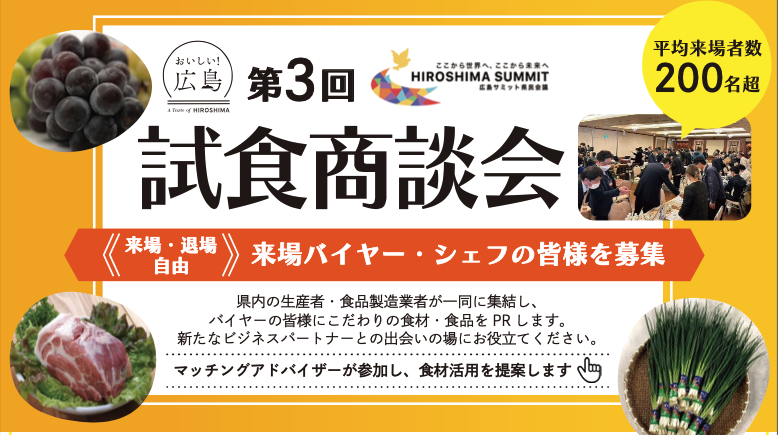 おいしい!
広島
A Taste of HIROSHIMA
第3回
ここから世界へ、ここから未来へ
HIROSHIMA SUMMIT
広島サミット県民会議
平均来場者数
200名超
試食商談会
来場・退場
自由
来場バイヤー・シェフの皆様を募集
県内の生産者・食品製造業者が一同に集結し、
バイヤーの皆様にこだわりの食材・食品をPRします。
新たなビジネスパートナーとの出会いの場にお役立てください。
マッチングアドバイザーが参加し、食材活用を提案します